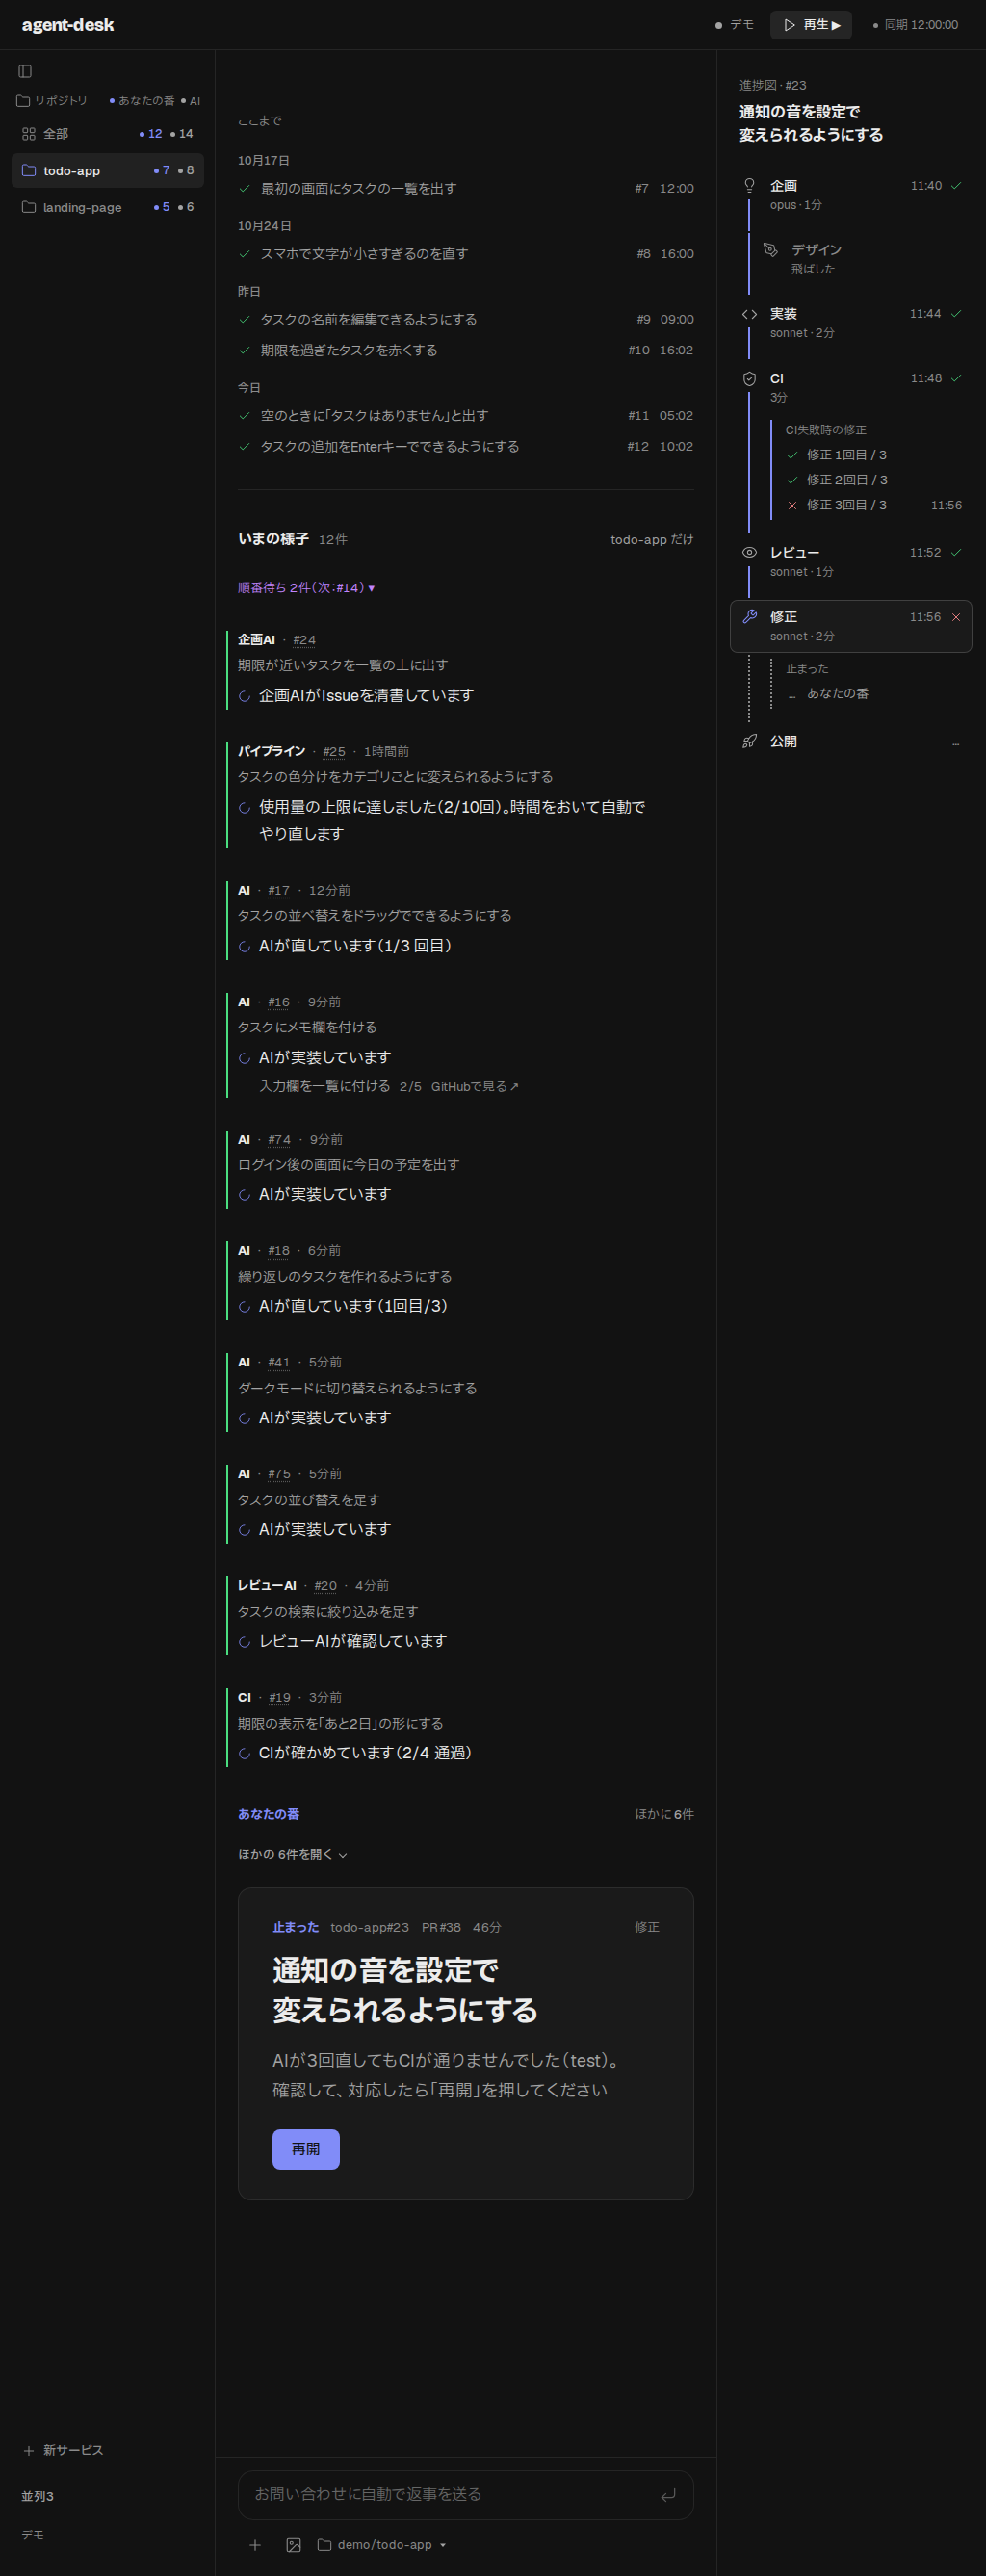 agent-desk
デモ
再生 ▶
同期 12:00:00
リポジトリ
あなたの番
AI
全部 12 14
todo-app 7 8
landing-page 5 6
ここまで
10月17日
最初の画面にタスクの一覧を出す #7 12:00
10月24日
スマホで文字が小さすぎるのを直す #8 16:00
昨日
タスクの名前を編集できるようにする #9 09:00
期限を過ぎたタスクを赤くする #10 16:02
今日
空のときに「タスクはありません」と出す #11 05:02
タスクの追加をEnterキーでできるようにする #12 10:02
いまの様子 12件 todo-app だけ
順番待ち 2件(次:#14) ▾
企画AI · #24
期限が近いタスクを一覧の上に出す
企画AIがIssueを清書しています
パイプライン · #25 · 1時間前
タスクの色分けをカテゴリごとに変えられるようにする
使用量の上限に達しました(2/10回)。時間をおいて自動で
やり直します
AI · #17 · 12分前
タスクの並べ替えをドラッグでできるようにする
AIが直しています(1/3 回目)
AI · #16 · 9分前
タスクにメモ欄を付ける
AIが実装しています
入力欄を一覧に付ける 2/5 GitHubで見る ↗
AI · #74 · 9分前
ログイン後の画面に今日の予定を出す
AIが実装しています
AI · #18 · 6分前
繰り返しのタスクを作れるようにする
AIが直しています(1回目/3)
AI · #41 · 5分前
ダークモードに切り替えられるようにする
AIが実装しています
AI · #75 · 5分前
タスクの並び替えを足す
AIが実装しています
レビューAI · #20 · 4分前
タスクの検索に絞り込みを足す
レビューAIが確認しています
CI · #19 · 3分前
期限の表示を「あと2日」の形にする
CIが確かめています(2/4 通過)
あなたの番 ほかに 6件
ほかの 6件を開く
止まった todo-app#23 PR #38 46分 修正
通知の音を設定で
変えられるようにする
AIが3回直してもCIが通りませんでした(test)。
確認して、対応したら「再開」を押してください
再開
お問い合わせに自動で返事を送る
demo/todo-app ▾
新サービス
並列3
デモ
進捗図 · #23
通知の音を設定で
変えられるようにする
企画 11:40
opus · 1分
デザイン
飛ばした
実装 11:44
sonnet · 2分
CI 11:48
3分
CI失敗時の修正
修正 1回目 / 3
修正 2回目 / 3
修正 3回目 / 3 11:56
レビュー 11:52
sonnet · 1分
修正 11:56
sonnet · 2分
止まった
… あなたの番
公開 …